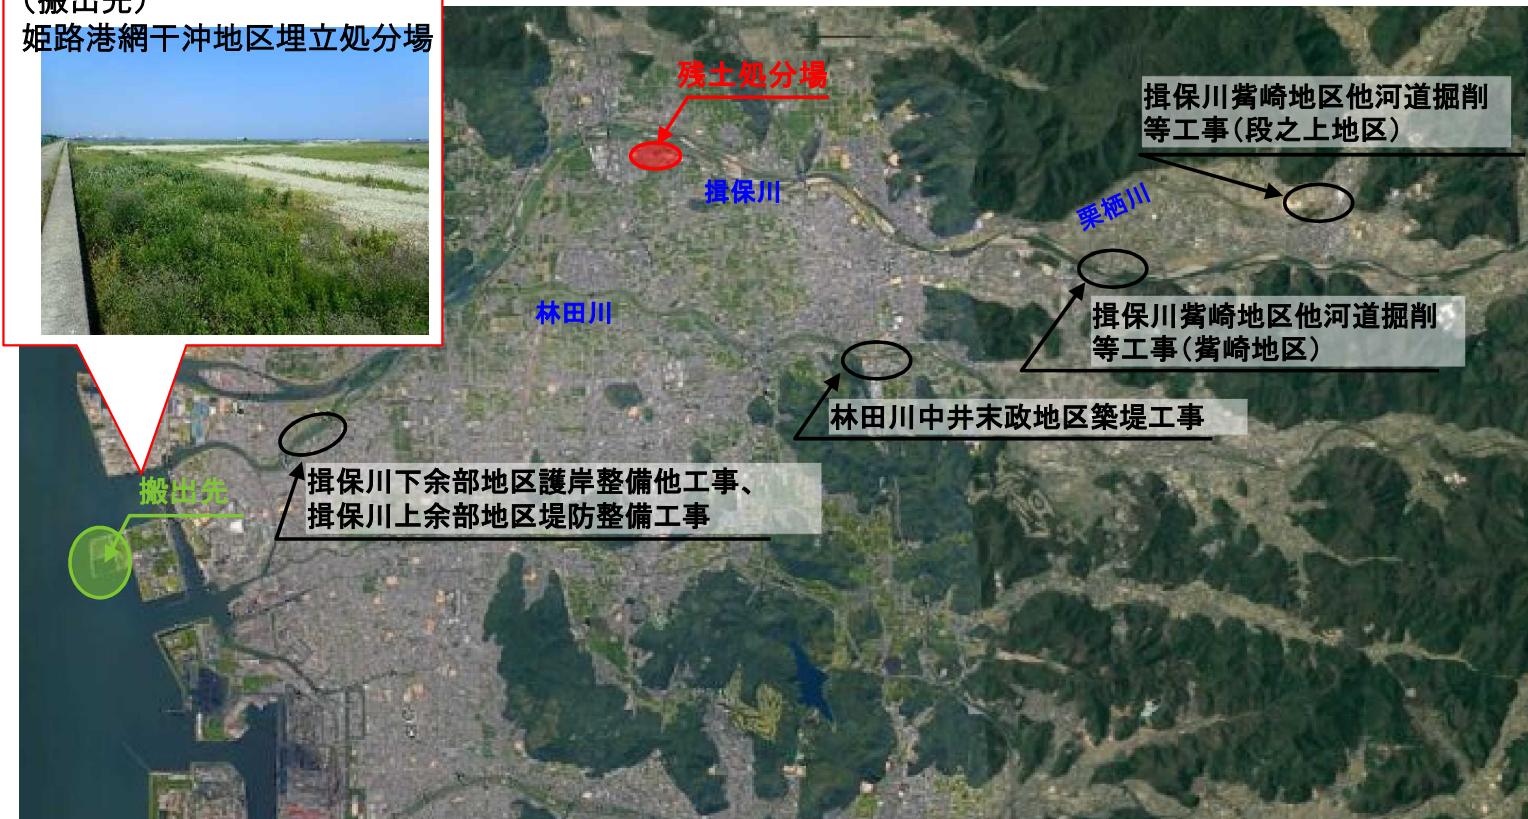 (搬出先)
姫路港網干沖地区埋立処分場
残土処分場
揖保川觜崎地区他河道掘削
等工事(段之上地区)
揖保川
栗栖川
林田川
揖保川觜崎地区他河道掘削
等工事(觜崎地区)
林田川中井末政地区築堤工事
揖保川下余部地区護岸整備他工事、
揖保川上余部地区堤防整備工事
搬出先